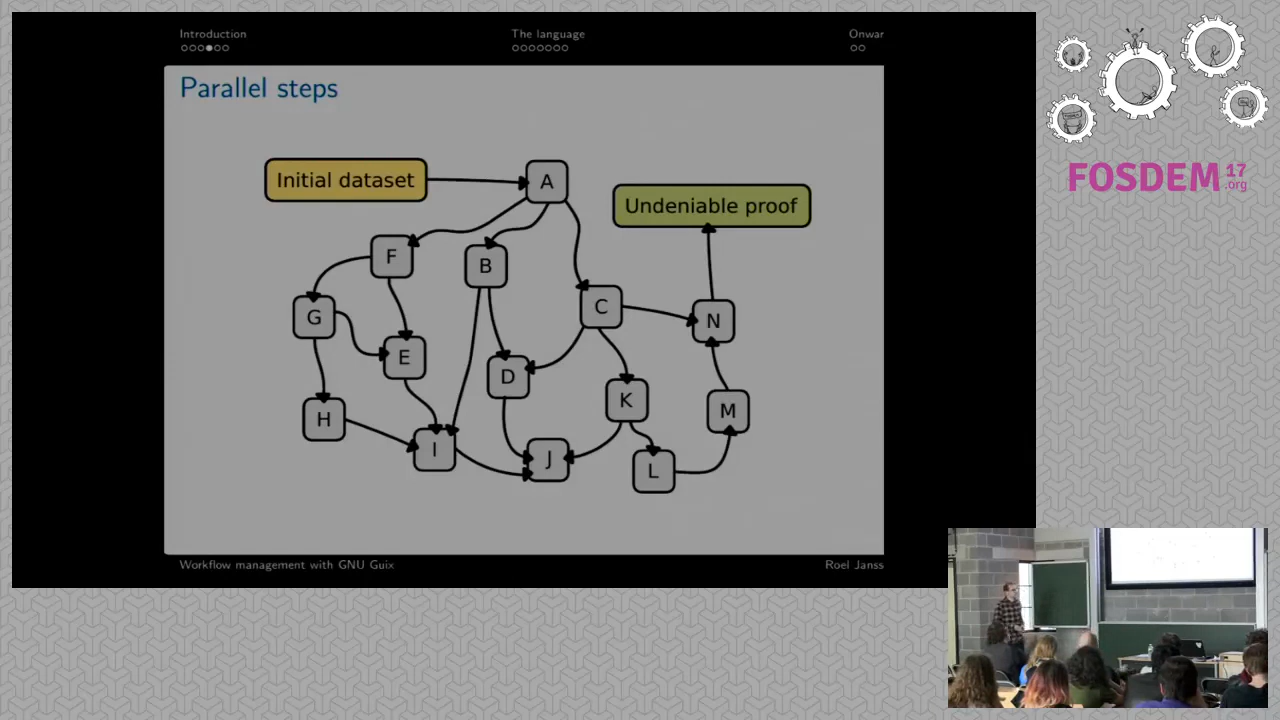 Introduction
The language
Onwar
Parallel steps
Initial dataset
A
Undeniable proof
F
B
C
G
N
E
D
K
M
H
I
J
L
Workflow management with GNU Guix
Roel Janss
FOSDEM 17
.org